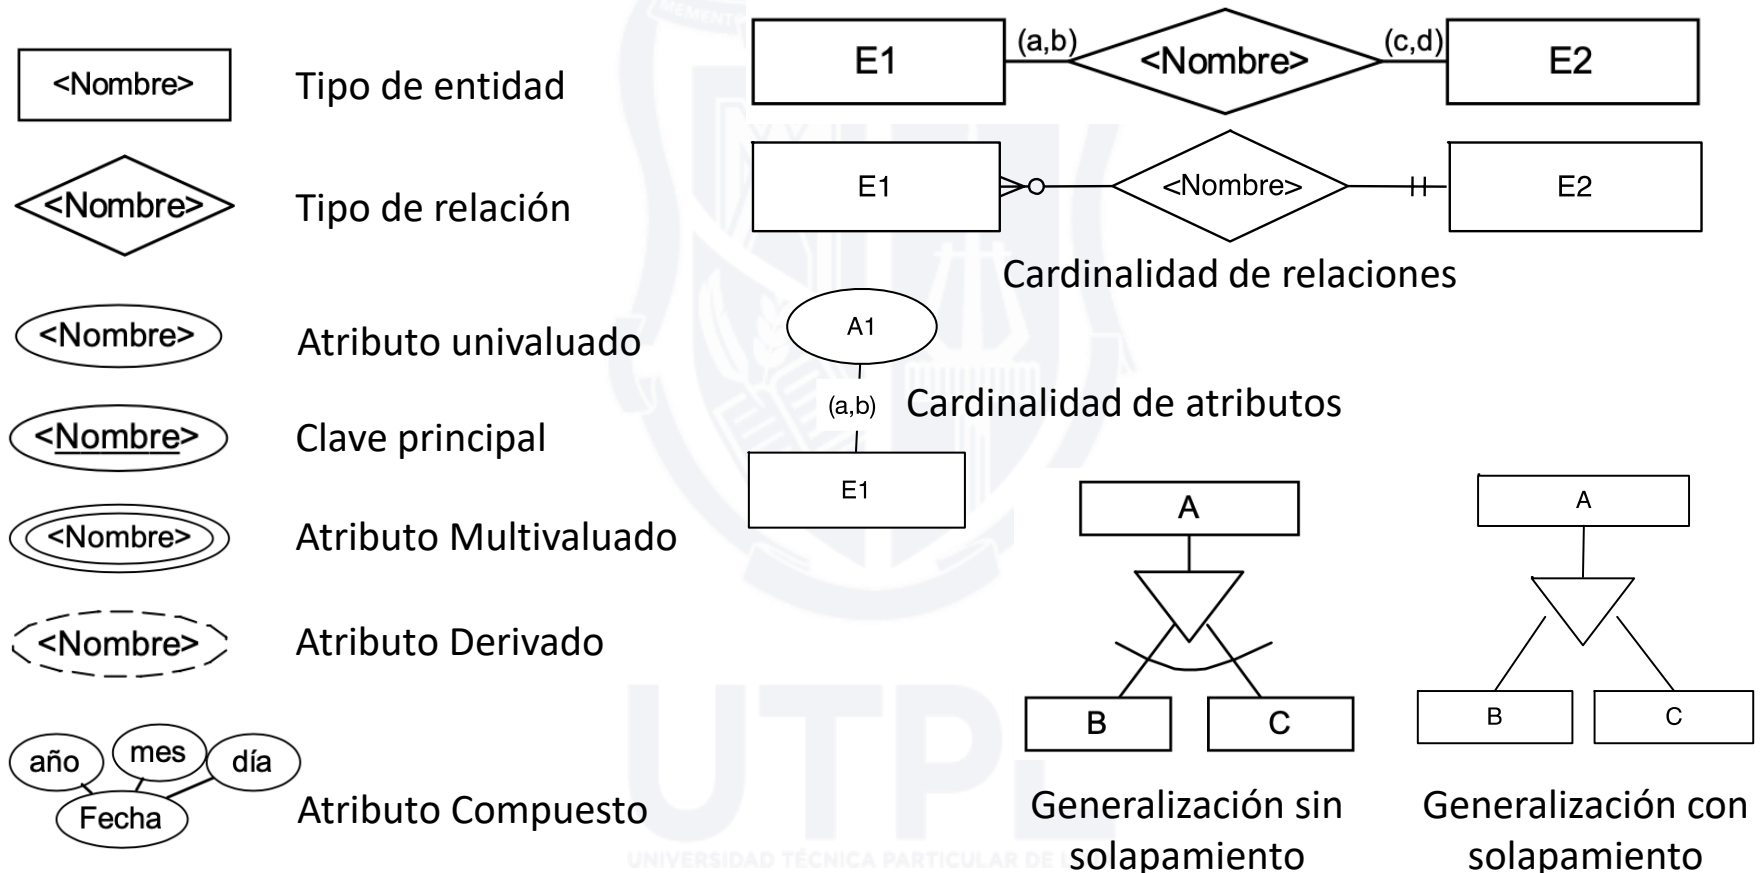 <Nombre>
Tipo de entidad
<Nombre>
Tipo de relación
<Nombre>
Atributo univaluado
<Nombre>
Clave principal
<Nombre>
Atributo Multivaluado
<Nombre>
Atributo Derivado
año
mes
día
Fecha
Atributo Compuesto
E1
(a,b)
<Nombre>
(c,d)
E2
E1
<Nombre>
E2
Cardinalidad de relaciones
A1
(a,b)
Cardinalidad de atributos
E1
A
B
C
Generalización sin
solapamiento
A
B
C
Generalización con
solapamiento
UTPL
UNIVERSIDAD TÉCNICA PARTICULAR DE